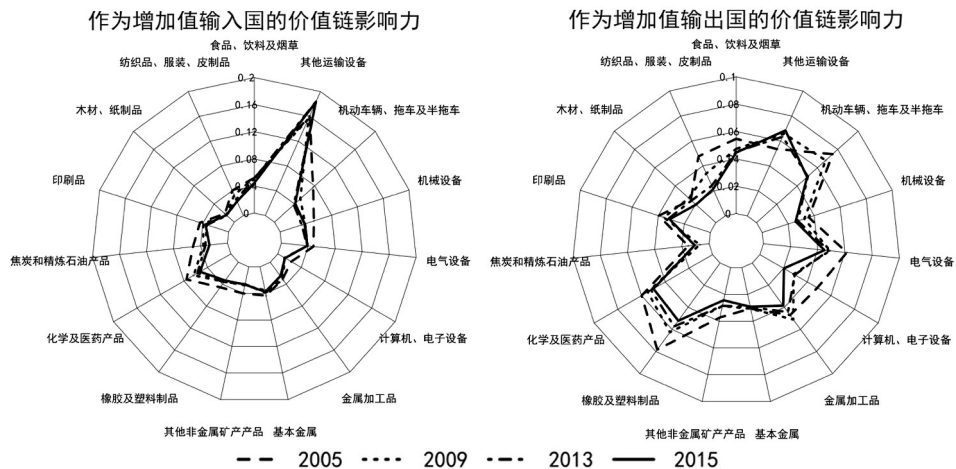 作为增加值输入国的价值链影响力
食品、饮料及烟草
纺织品、服装、皮制品
其他运输设备
0.2
木材、纸制品
0.16
机动车辆、拖车及半拖车
0.12
0.08
印刷品
机械设备
0
焦炭和精炼石油产品
电气设备
化学及医药产品
计算机、电子设备
橡胶及塑料制品
金属加工品
其他非金属矿产产品
基本金属
作为增加值输出国的价值链影响力
食品、饮料及烟草
纺织品、服装、皮制品
其他运输设备
0.1
木材、纸制品
0.08
机动车辆、拖车及半拖车
0.06
0.04
印刷品
机械设备
0.02
0
焦炭和精炼石油产品
电气设备
化学及医药产品
计算机、电子设备
橡胶及塑料制品
金属加工品
其他非金属矿产产品
基本金属
2005
2009
2013
2015